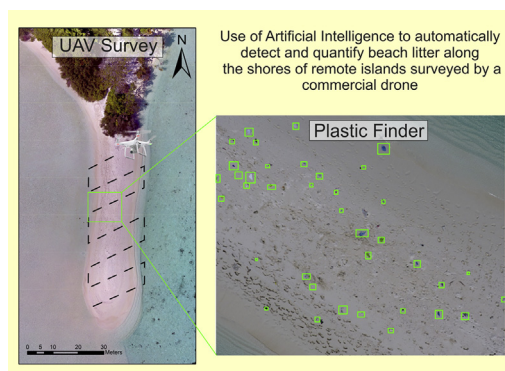 UAV Survey
N
Use of Artificial Intelligence to automatically
detect and quantify beach litter along
the shores of remote islands surveyed by a
commercial drone
Plastic Finder
0 5 10 20 30
Meters